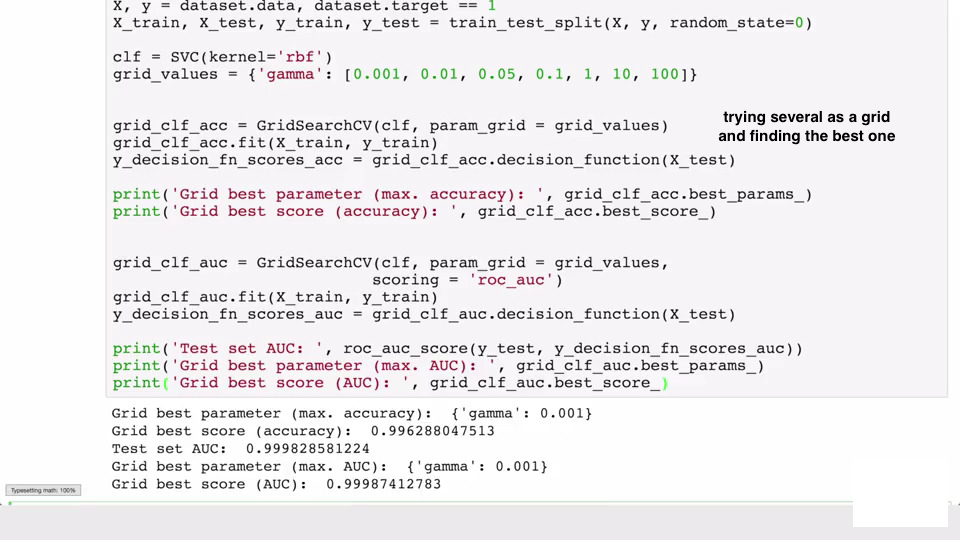 X, y = dataset.data, dataset.target == 1
X_train, X_test, y_train, y_test = train_test_split(X, y, random_state=0)
clf = SVC(kernel='rbf')
grid_values = {'gamma': [0.001, 0.01, 0.05, 0.1, 1, 10, 100]}
trying several as a grid
and finding the best one
grid_clf_acc = GridSearchCV(clf, param_grid = grid_values)
grid_clf_acc.fit(X_train, y_train)
y_decision_fn_scores_acc = grid_clf_acc.decision_function(X_test)
print('Grid best parameter (max. accuracy): ', grid_clf_acc.best_params_)
print('Grid best score (accuracy): ', grid_clf_acc.best_score_)
grid_clf_auc = GridSearchCV(clf, param_grid = grid_values,
scoring = 'roc_auc')
grid_clf_auc.fit(X_train, y_train)
y_decision_fn_scores_auc = grid_clf_auc.decision_function(X_test)
print('Test set AUC: ', roc_auc_score(y_test, y_decision_fn_scores_auc))
print('Grid best parameter (max. AUC): ', grid_clf_auc.best_params_)
print('Grid best score (AUC): ', grid_clf_auc.best_score_)
Grid best parameter (max. accuracy):  {'gamma': 0.001}
Grid best score (accuracy):  0.996288047513
Test set AUC:  0.999828581224
Grid best parameter (max. AUC):  {'gamma': 0.001}
Grid best score (AUC):  0.99987412783
Typesetting math: 100%